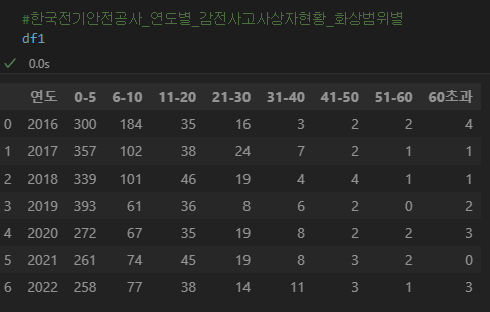 #한국전기안전공사_연도별_감전사고사상자현황_화상범위별
df1
0.0s
연도 0-5 6-10 11-20 21-30 31-40 41-50 51-60 60초과
0 2016 300 184 35 16 3 2 2 4
1 2017 357 102 38 24 7 2 1 1
2 2018 339 101 46 19 4 4 1 1
3 2019 393 61 36 8 6 2 0 2
4 2020 272 67 35 19 8 2 2 3
5 2021 261 74 45 19 8 3 2 0
6 2022 258 77 38 14 11 3 1 3